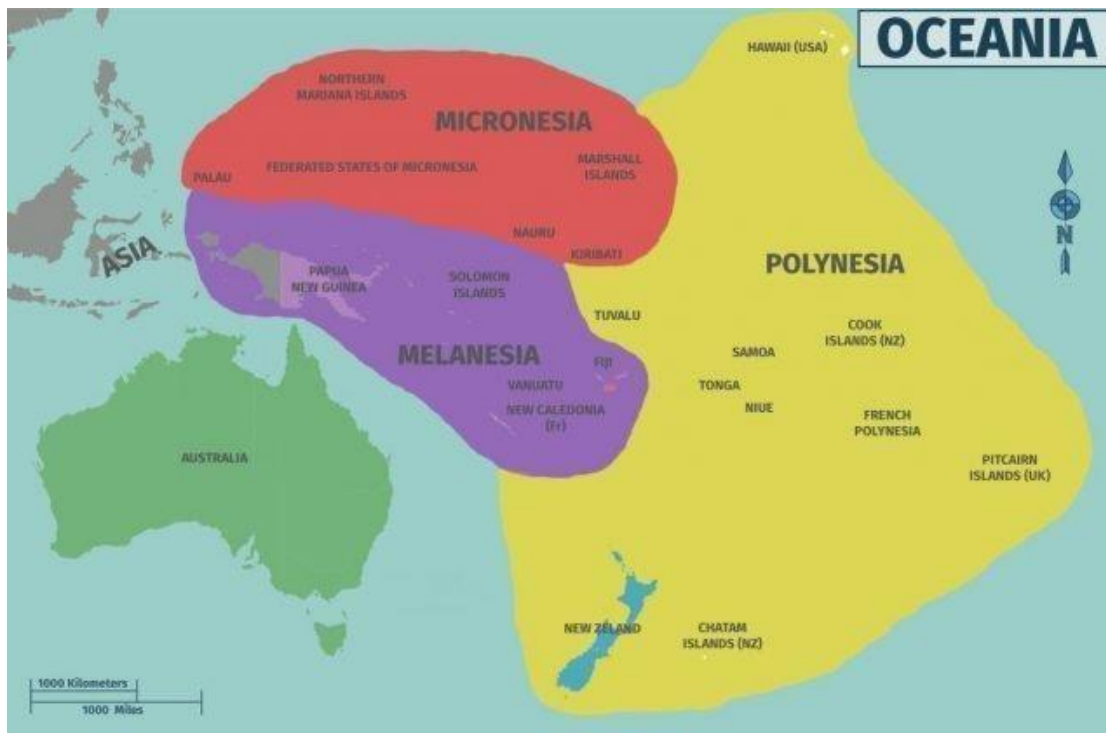 OCEANIA
HAWAII (USA)
NORTHERN
MARIANA ISLANDS
MICRONESIA
FEDERATED STATES OF MICRONESIA
MARSHALL
ISLANDS
PALAU
NAURU
KIRIBATI
ASIA
PAPUA
NEW GUINEA
SOLOMON
ISLANDS
POLYNESIA
N
TUVALU
COOK
ISLANDS (NZ)
SAMOA
MELANESIA
FIJI
VANUATU
TONGA
NEW CALEDONIA
(Fr)
NIUE
FRENCH
POLYNESIA
AUSTRALIA
PITCAIRN
ISLANDS (UK)
NEW ZELAND
CHATAM
ISLANDS (NZ)
1000 Kilometers
1000 Miles